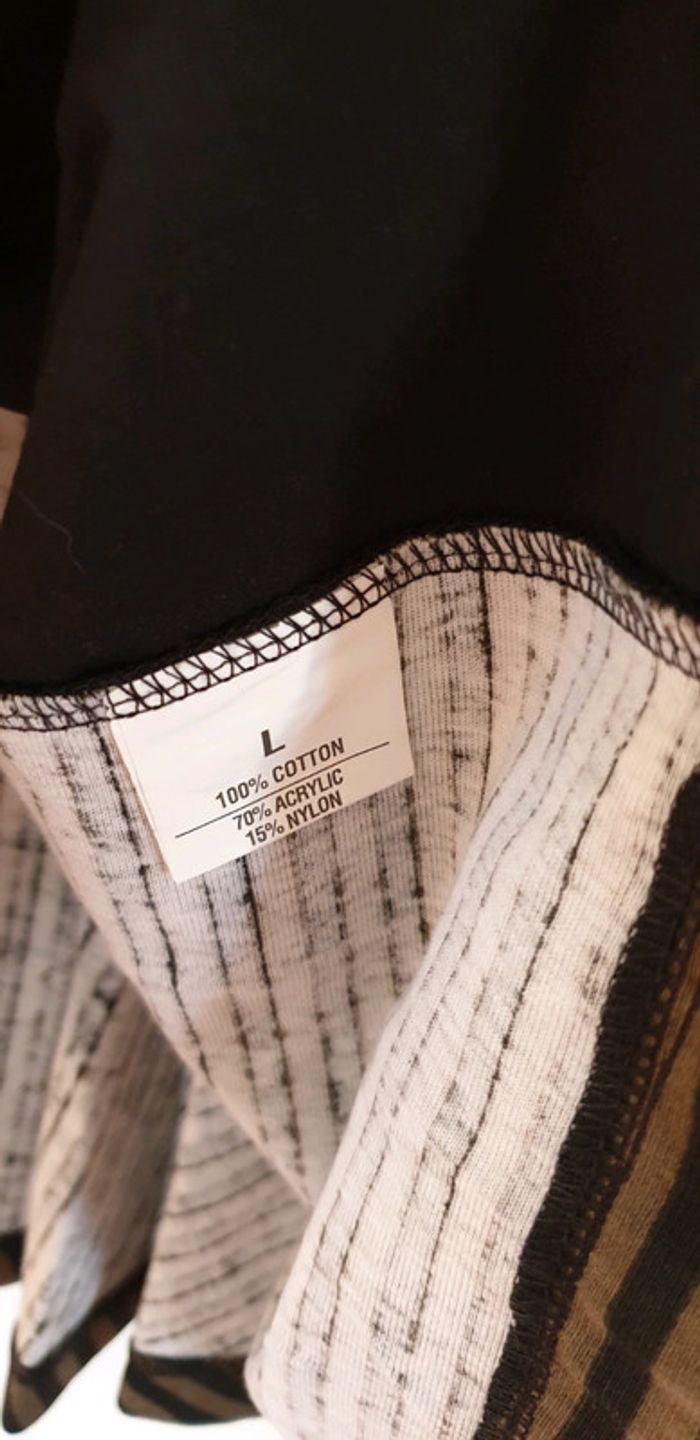 L
100% COTTON
70% ACRYLIC
15% NYLON